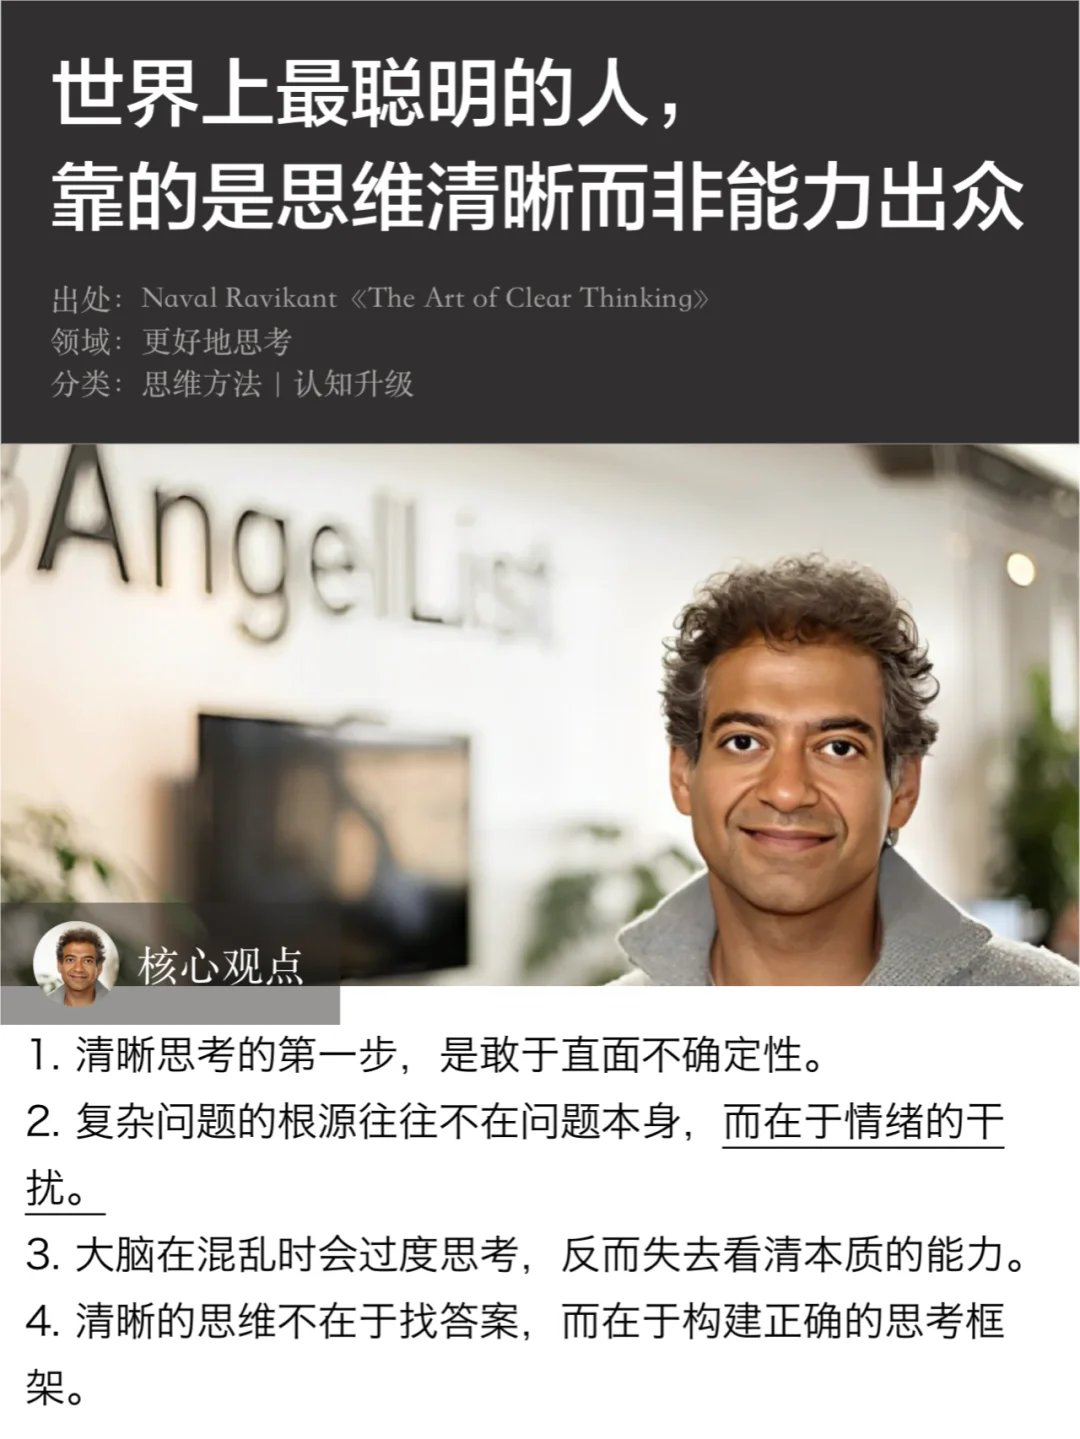 世界上最聪明的人，
靠的是思维清晰而非能力出众
出处：Naval Ravikant《The Art of Clear Thinking》
领域：更好地思考
分类：思维方法 | 认知升级
AngelList
核心观点
1. 清晰思考的第一步，是敢于直面不确定性。
2. 复杂问题的根源往往不在问题本身，而在于情绪的干
扰。
3. 大脑在混乱时会过度思考，反而失去看清本质的能力。
4. 清晰的思维不在于找答案，而在于构建正确的思考框
架。